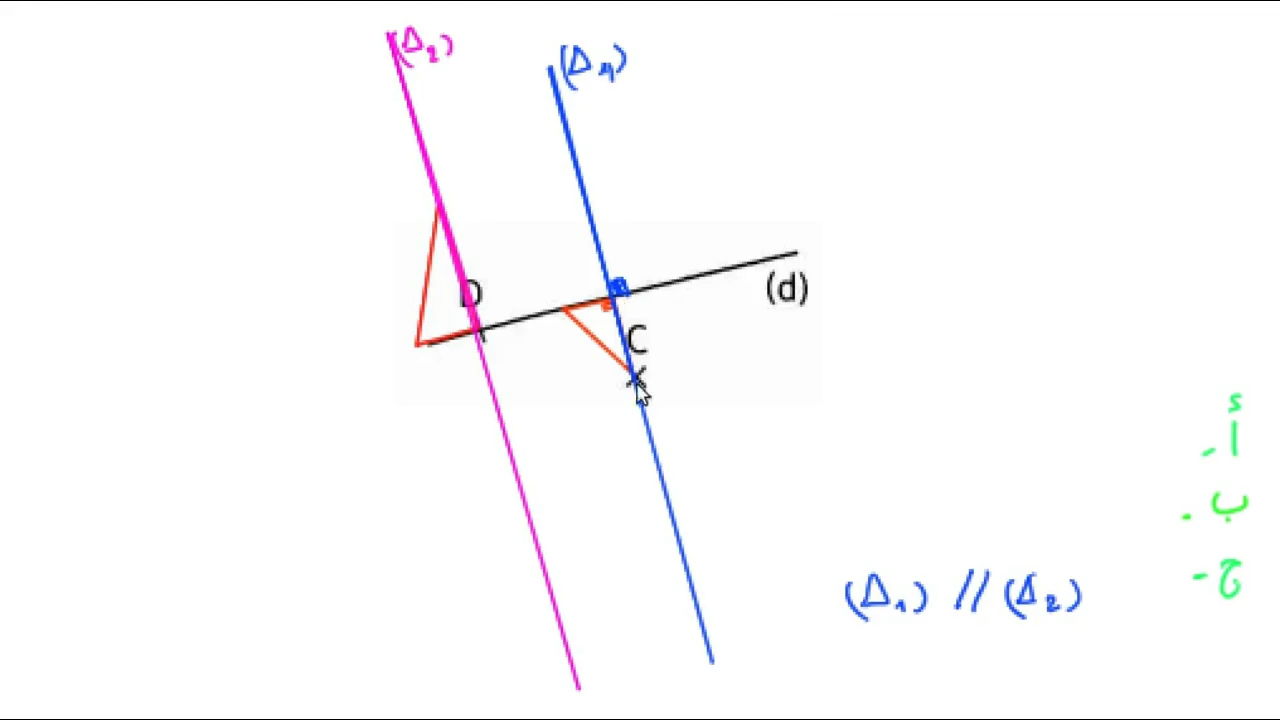 (Δ2)
(Δ1)
D
(d)
C
أ-
ب-
ج-
(Δ1) // (Δ2)